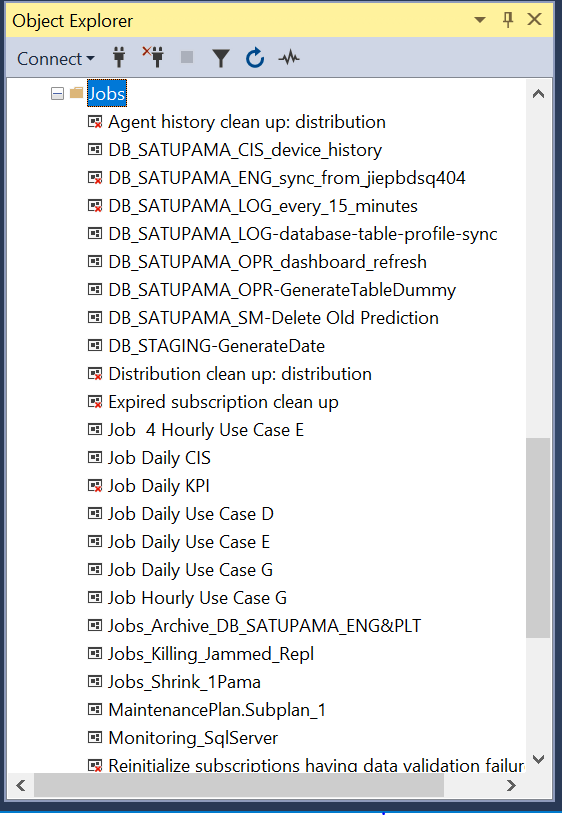 Object Explorer
Connect
Jobs
Agent history clean up: distribution
DB_SATUPAMA_CIS_device_history
DB_SATUPAMA_ENG_sync_from_jiepbdsq404
DB_SATUPAMA_LOG_every_15_minutes
DB_SATUPAMA_LOG-database-table-profile-sync
DB_SATUPAMA_OPR_dashboard_refresh
DB_SATUPAMA_OPR-GenerateTableDummy
DB_SATUPAMA_SM-Delete Old Prediction
DB_STAGING-GenerateDate
Distribution clean up: distribution
Expired subscription clean up
Job  4 Hourly Use Case E
Job Daily CIS
Job Daily KPI
Job Daily Use Case D
Job Daily Use Case E
Job Daily Use Case G
Job Hourly Use Case G
Jobs_Archive_DB_SATUPAMA_ENG&PLT
Jobs_Killing_Jammed_Repl
Jobs_Shrink_1Pama
MaintenancePlan.Subplan_1
Monitoring_SqlServer
Reinitialize subscriptions having data validation failur